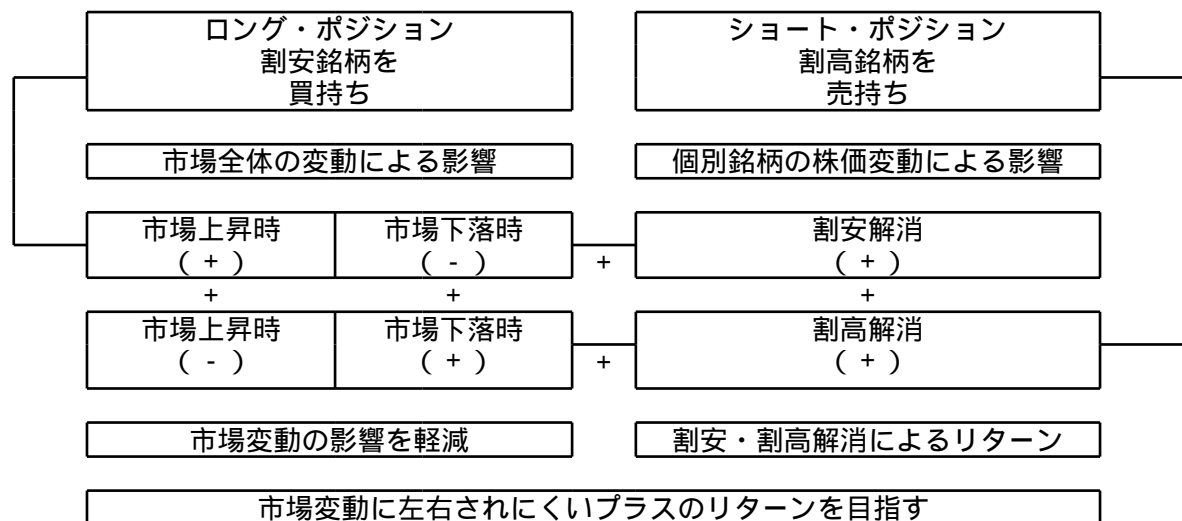 ロング・ポジション
割安銘柄を
買持ち
ショート・ポジション
割高銘柄を
売持ち
市場全体の変動による影響
個別銘柄の株価変動による影響
市場上昇時
( + )
市場下落時
( - )
+
割安解消
( + )
+
+
+
市場上昇時
( - )
市場下落時
( + )
+
割高解消
( + )
市場変動の影響を軽減
割安・割高解消によるリターン
市場変動に左右されにくいプラスのリターンを目指す